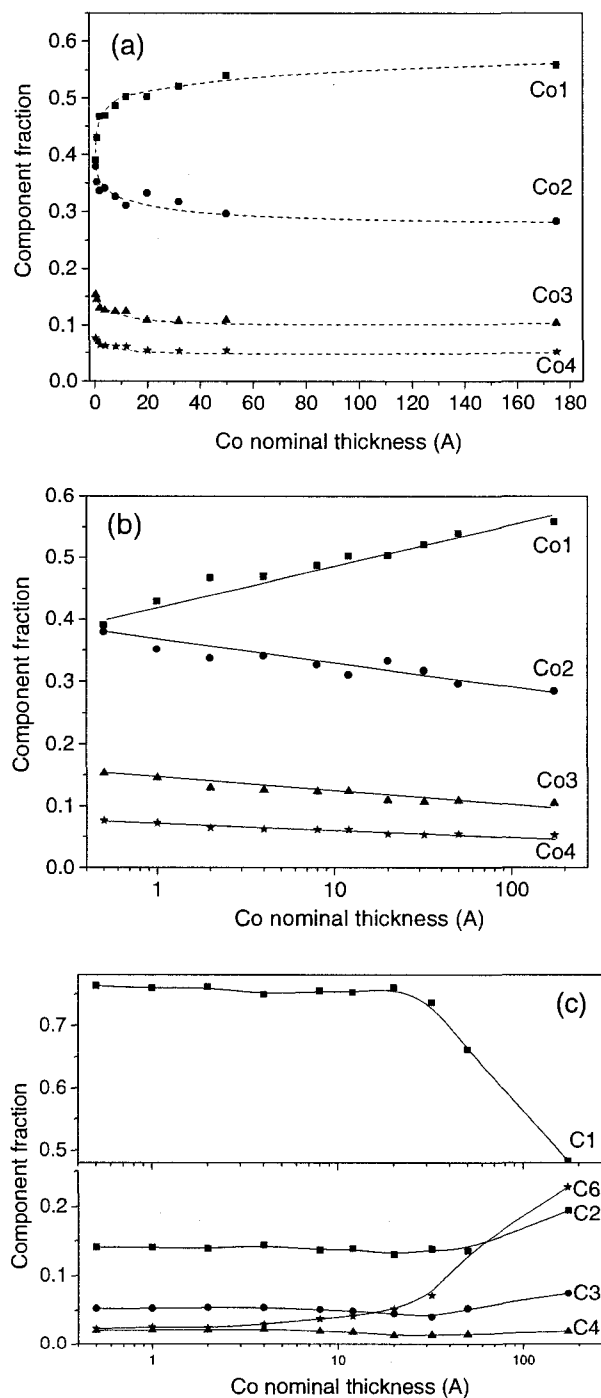 (a)
0.6
0.5
0.4
0.3
0.2
0.1
0.0
Component fraction
Co1
Co2
Co3
Co4
0 20 40 60 80 100 120 140 160 180
Co nominal thickness (A)
(b)
0.6
0.5
0.4
0.3
0.2
0.1
0.0
Component fraction
Co1
Co2
Co3
Co4
1 10 100
Co nominal thickness (A)
(c)
0.7
0.6
0.5
0.2
0.1
0.0
Component fraction
C1
C6
C2
C3
C4
1 10 100
Co nominal thickness (A)